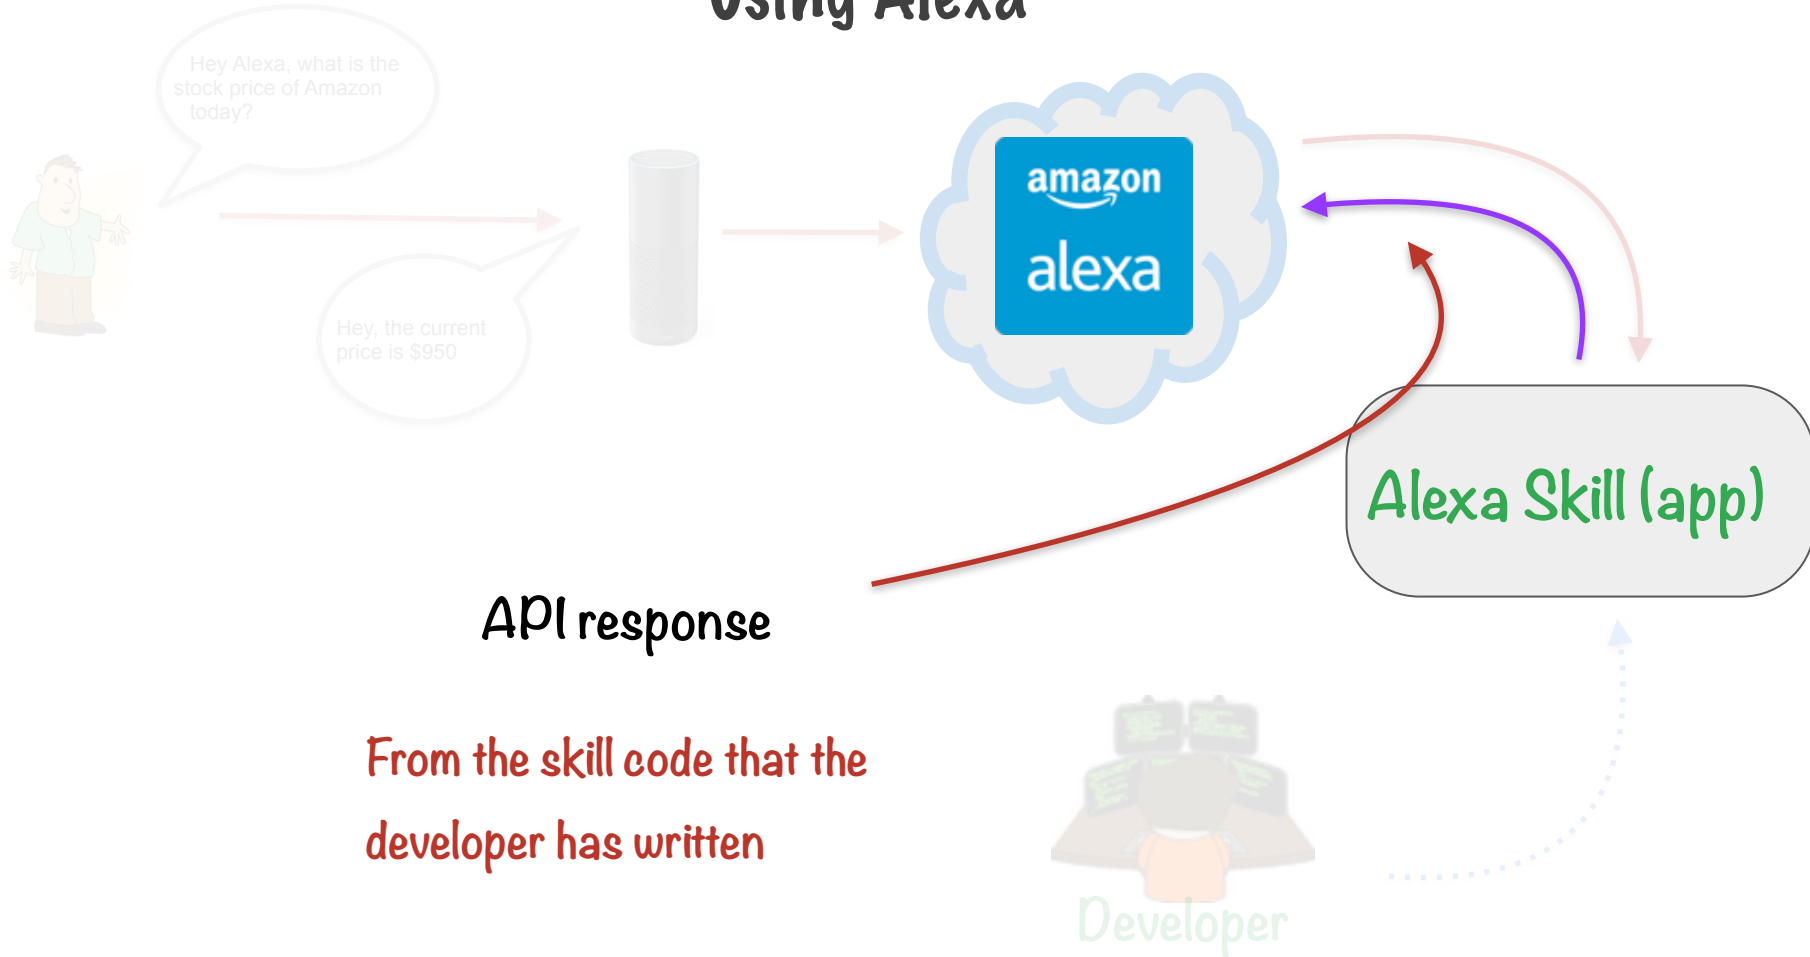 Using Alexa
Hey Alexa, what is the
stock price of Amazon
today?
amazon
alexa
Hey, the current
price is $950
Alexa Skill (app)
API response
From the skill code that the
developer has written
Developer